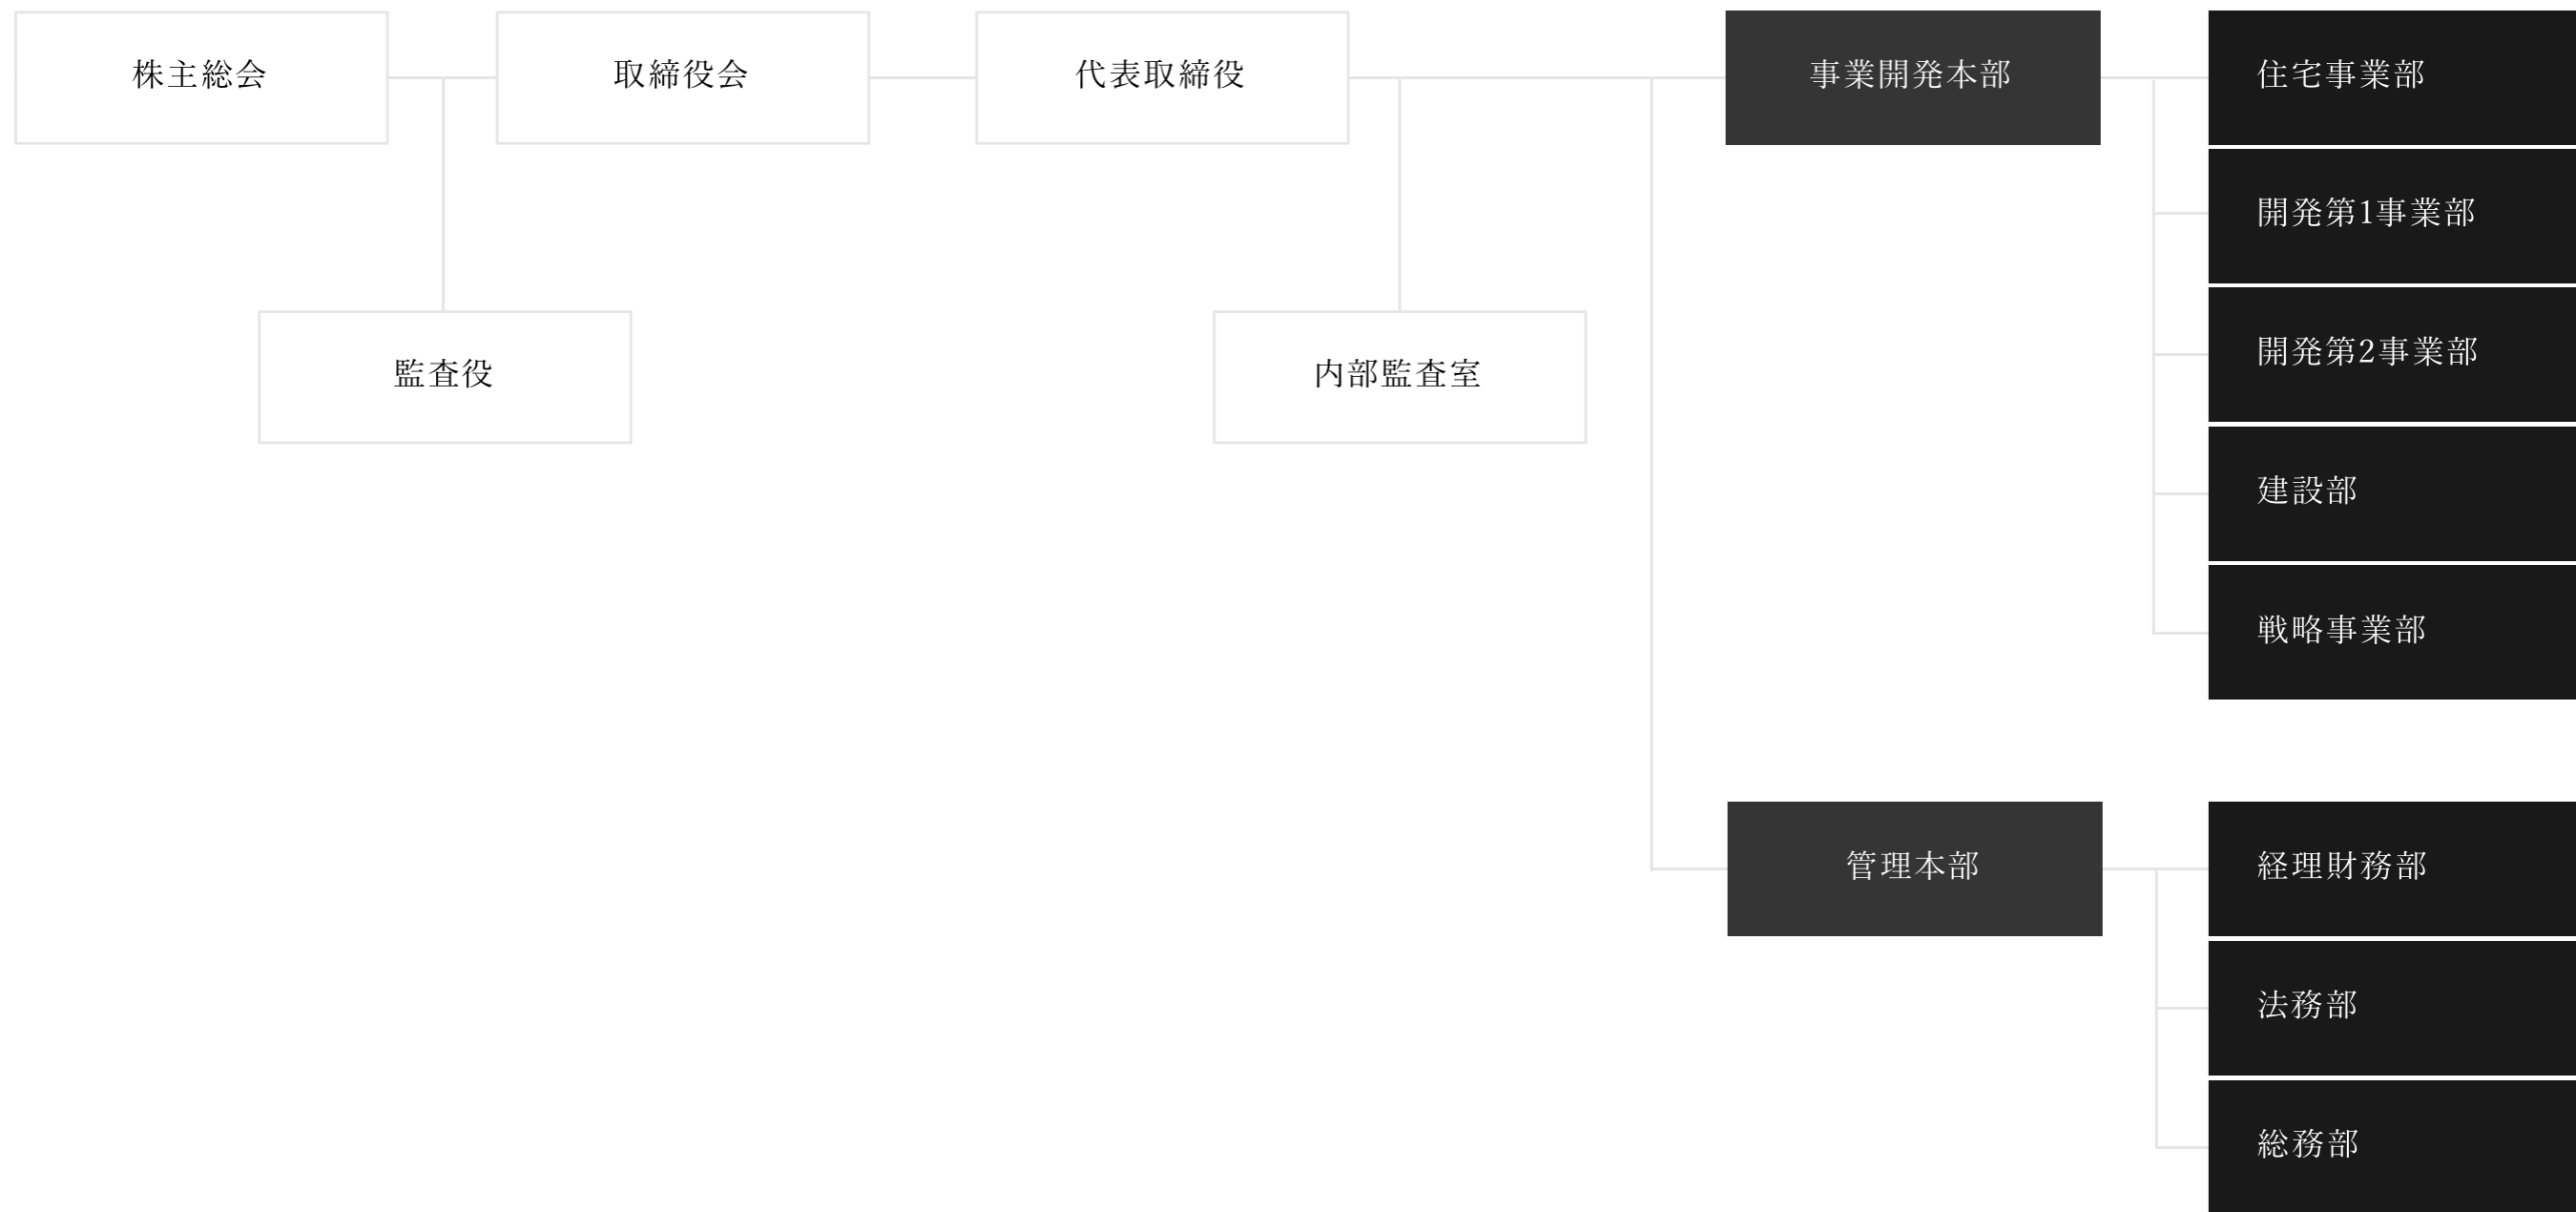 株主総会
取締役会
代表取締役
事業開発本部
住宅事業部
開発第1事業部
開発第2事業部
監査役
内部監査室
建設部
戦略事業部
管理本部
経理財務部
法務部
総務部